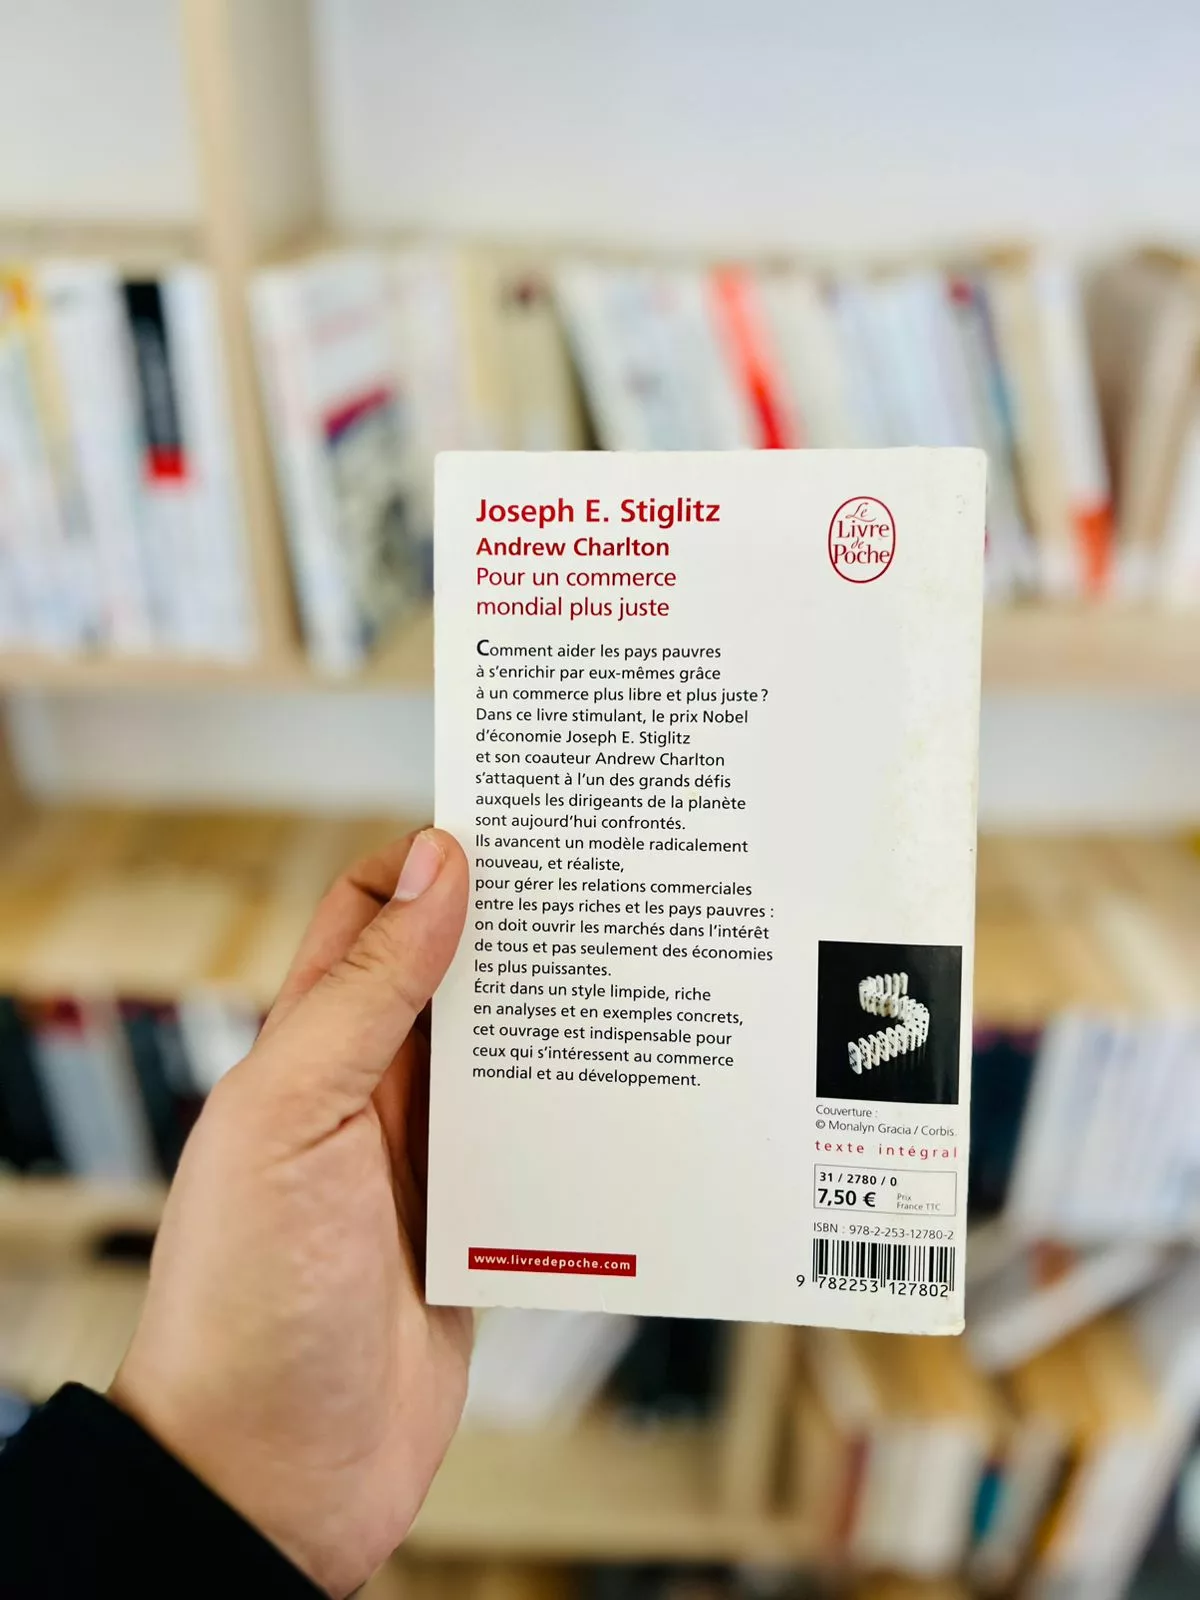 Joseph E. Stiglitz
Andrew Charlton
Pour un commerce
mondial plus juste
Le
Livre
de
Poche
Comment aider les pays pauvres
à s'enrichir par eux-mêmes grâce
à un commerce plus libre et plus juste ?
Dans ce livre stimulant, le prix Nobel
d'économie Joseph E. Stiglitz
et son coauteur Andrew Charlton
s'attaquent à l'un des grands défis
auxquels les dirigeants de la planète
sont aujourd'hui confrontés.
Ils avancent un modèle radicalement
nouveau, et réaliste,
pour gérer les relations commerciales
entre les pays riches et les pays pauvres :
on doit ouvrir les marchés dans l'intérêt
de tous et pas seulement des économies
les plus puissantes.
Écrit dans un style limpide, riche
en analyses et en exemples concrets,
cet ouvrage est indispensable pour
ceux qui s'intéressent au commerce
mondial et au développement.
Couverture :
© Monalyn Gracia / Corbis.
texte intégral
31 / 2780 / 0
7,50 € Prix
France TTC
ISBN : 978-2-253-12780-2
9 782253 127802
www.livredepoche.com